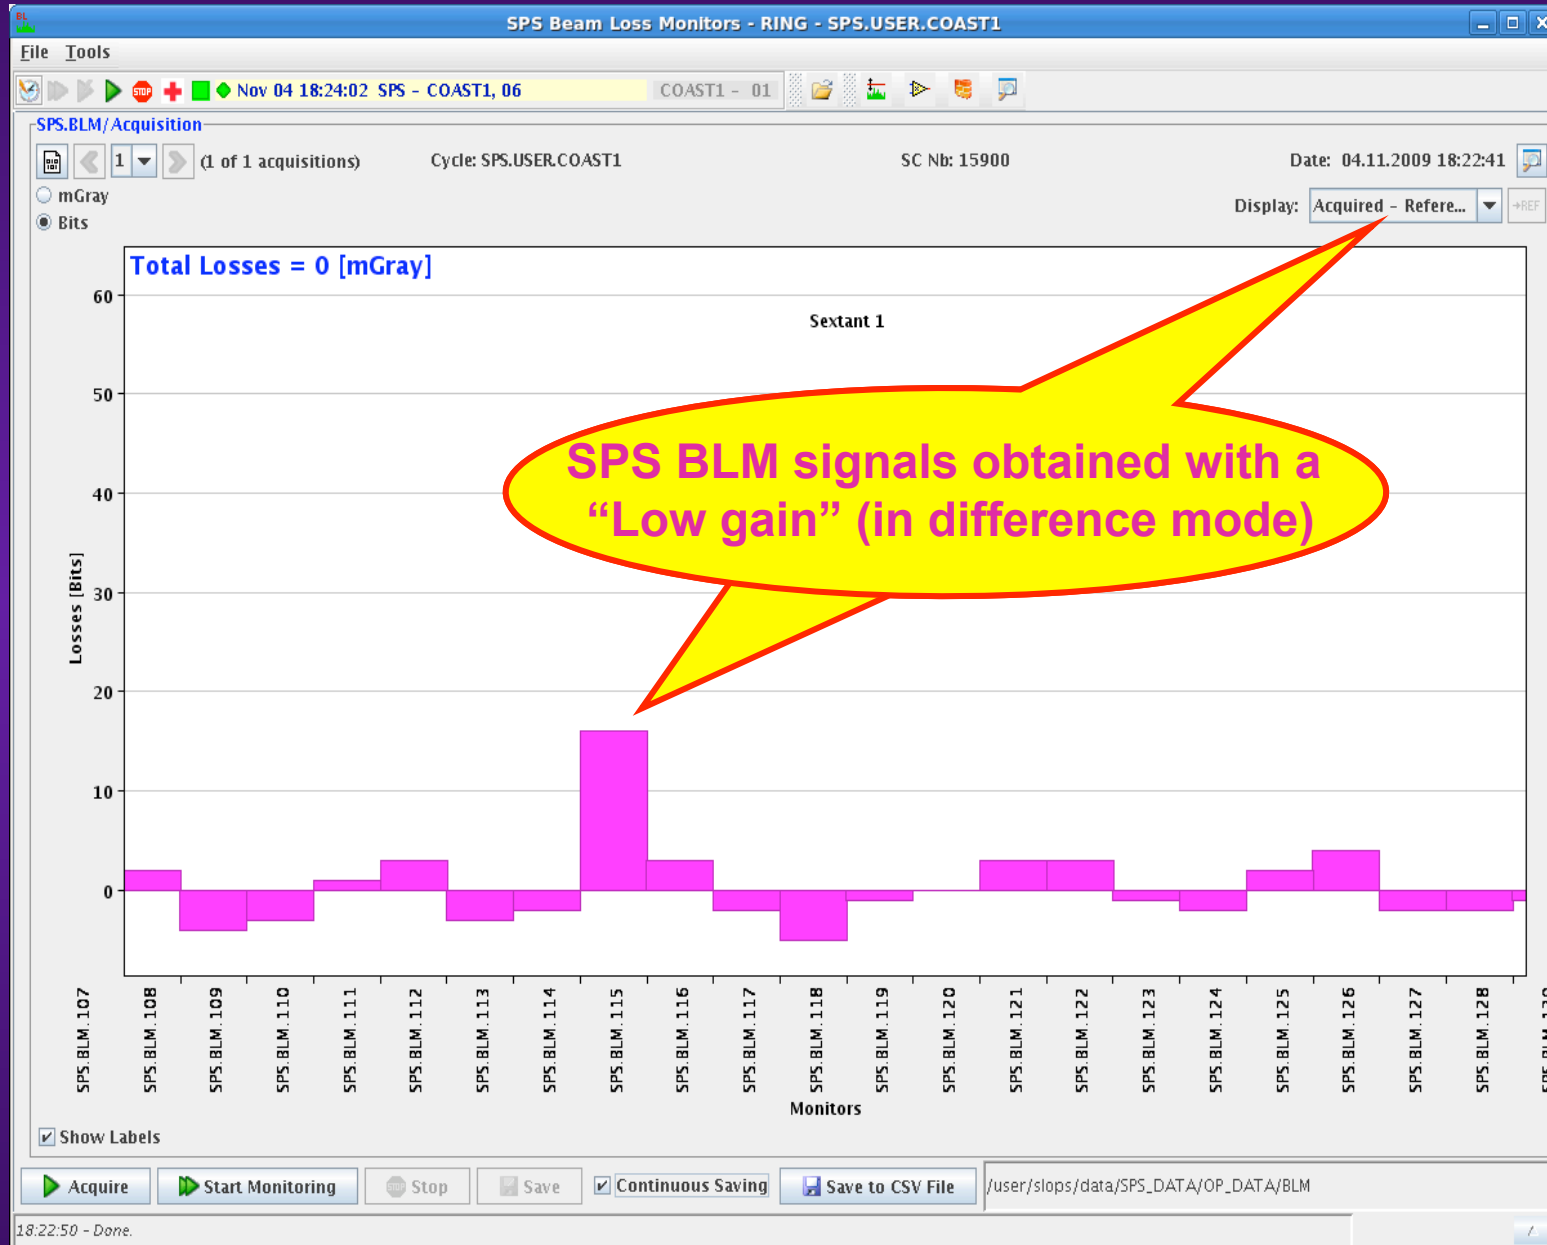 BL
SPS Beam Loss Monitors - RING - SPS.USER.COAST1
File Tools
STOP Nov 04 18:24:02 SPS - COAST1, 06 COAST1 - 01
SPS.BLM/Acquisition
1 (1 of 1 acquisitions) Cycle: SPS.USER.COAST1 SC Nb: 15900 Date: 04.11.2009 18:22:41
mGray
Bits
Display: Acquired - Refere... →REF
Total Losses = 0 [mGray]
Sextant 1
60
50
40
30
20
10
0
Losses [Bits]
SPS BLM signals obtained with a
“Low gain” (in difference mode)
SPS.BLM.107
SPS.BLM.108
SPS.BLM.109
SPS.BLM.110
SPS.BLM.111
SPS.BLM.112
SPS.BLM.113
SPS.BLM.114
SPS.BLM.115
SPS.BLM.116
SPS.BLM.117
SPS.BLM.118
SPS.BLM.119
SPS.BLM.120
SPS.BLM.121
SPS.BLM.122
SPS.BLM.123
SPS.BLM.124
SPS.BLM.125
SPS.BLM.126
SPS.BLM.127
SPS.BLM.128
Monitors
Show Labels
Acquire Start Monitoring Stop Save Continuous Saving Save to CSV File /user/slops/data/SPS_DATA/OP_DATA/BLM
18:22:50 - Done.